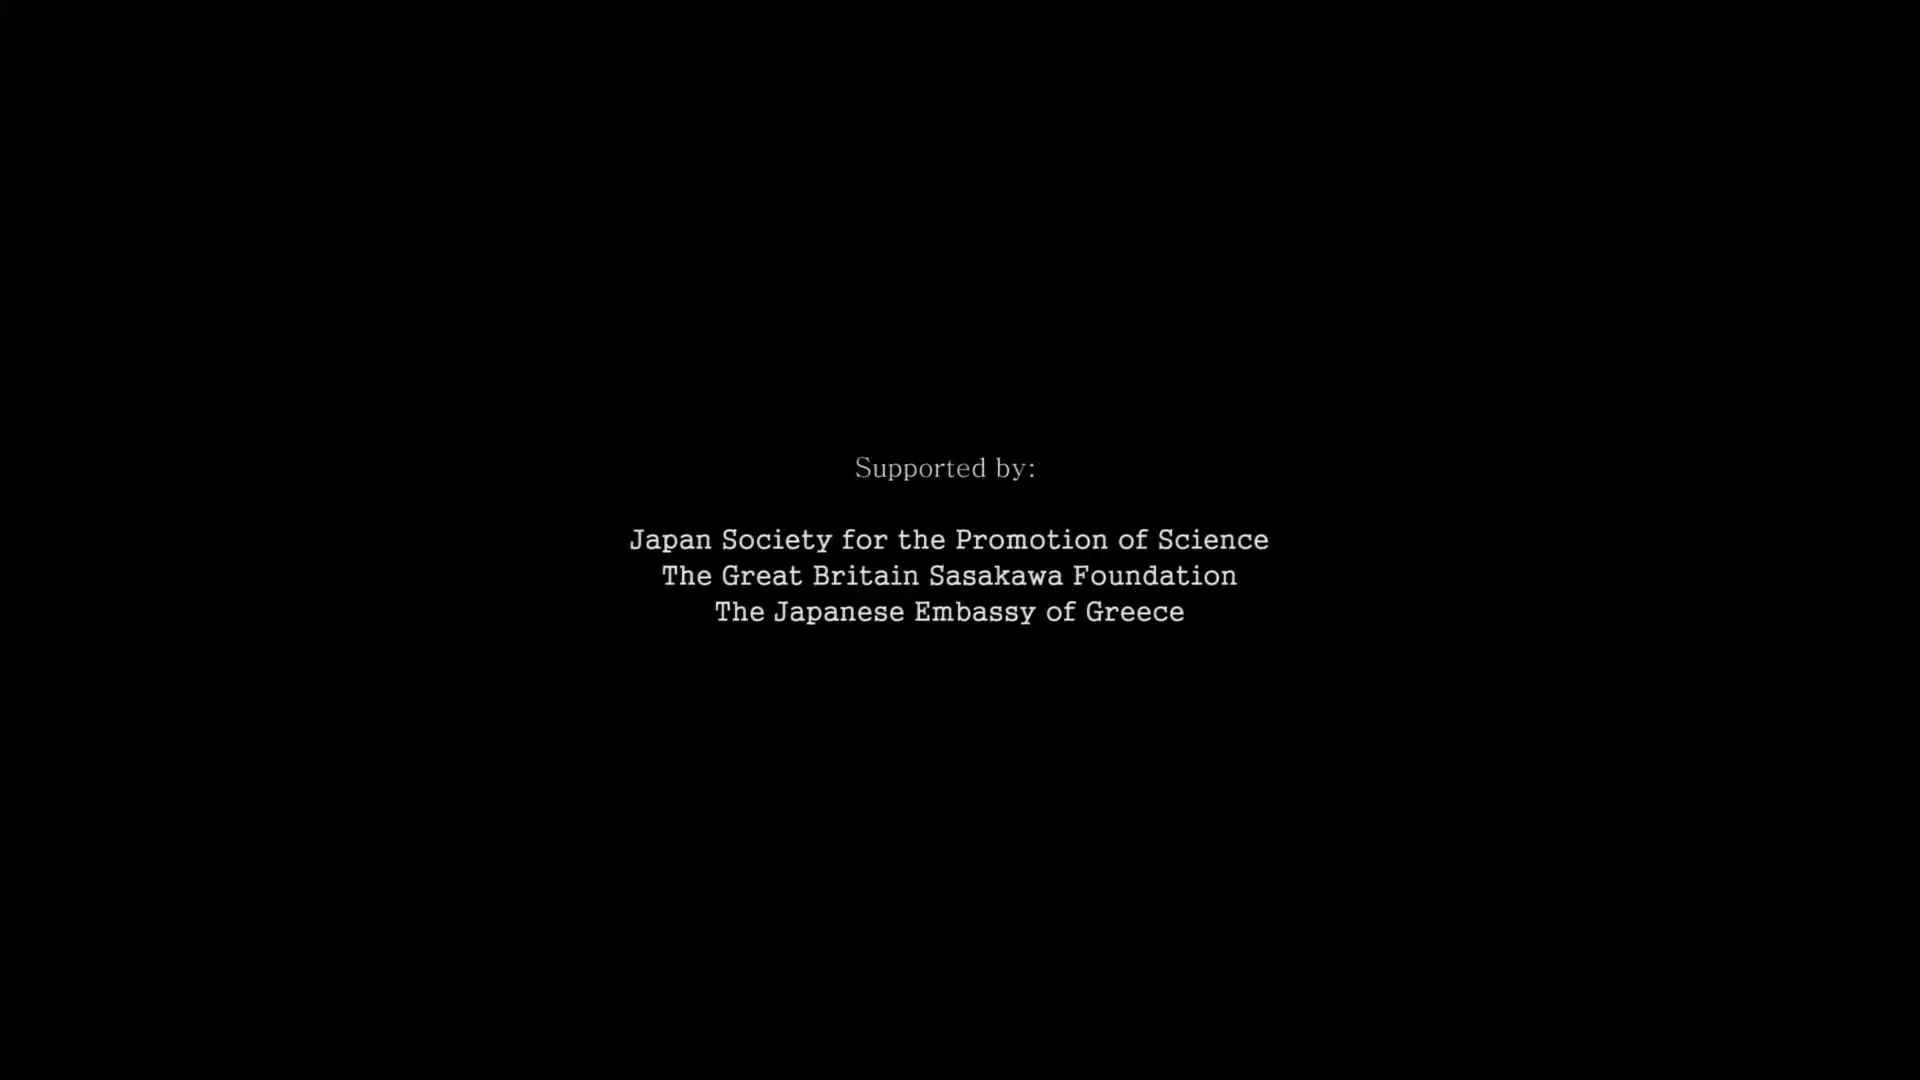 Supported by:
Japan Society for the Promotion of Science
The Great Britain Sasakawa Foundation
The Japanese Embassy of Greece